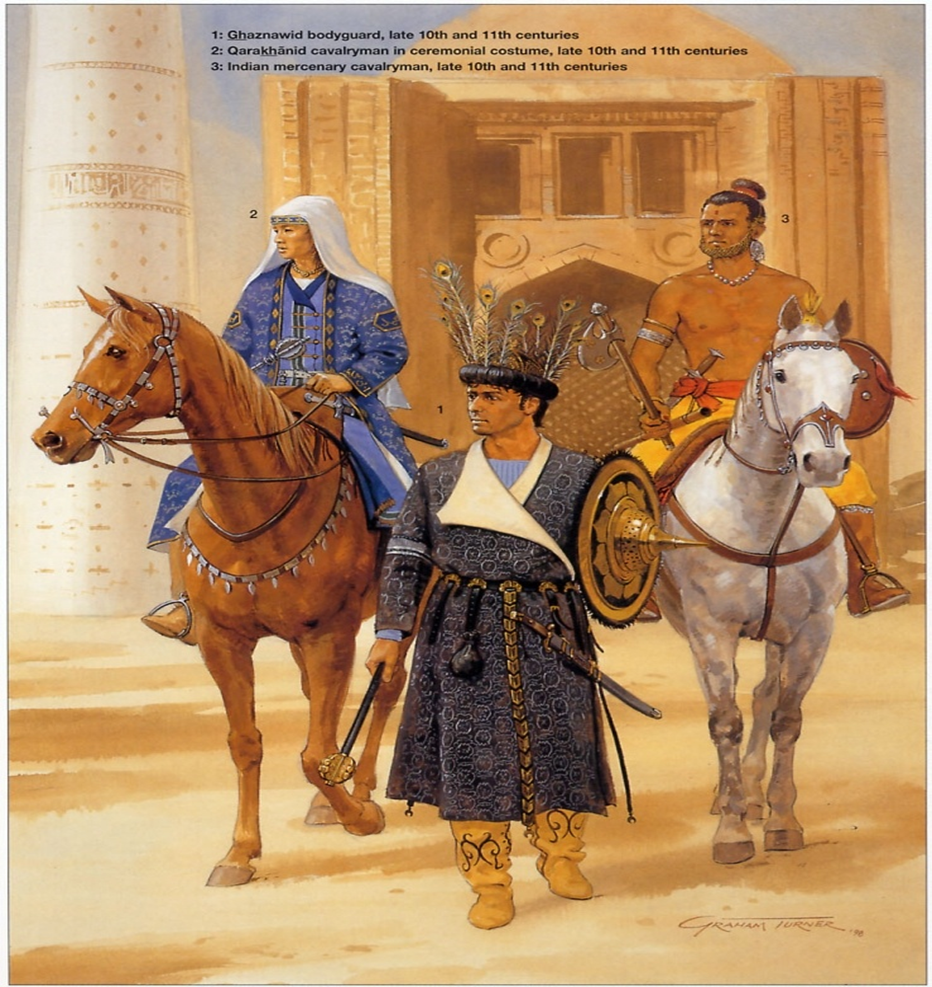 1: Ghaznawid bodyguard, late 10th and 11th centuries
2: Qarakhānid cavalryman in ceremonial costume, late 10th and 11th centuries
3: Indian mercenary cavalryman, late 10th and 11th centuries
2
3
1
GRAHAM TURNER '98